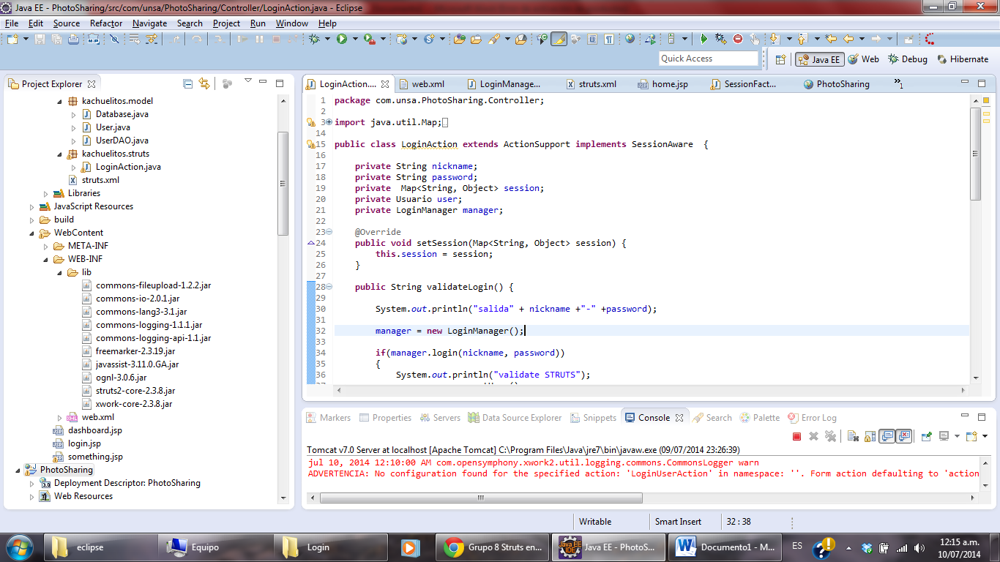 Java EE - PhotoSharing/src/com/unsa/PhotoSharing/Controller/LoginAction.java - Eclipse
File Edit Source Refactor Navigate Search Project Run Window Help
Quick Access
Java EE Web Debug Hibernate
Project Explorer
kachuelitos.model
Database.java
User.java
UserDAO.java
kachuelitos.struts
LoginAction.java
struts.xml
Libraries
JavaScript Resources
build
WebContent
META-INF
WEB-INF
lib
commons-fileupload-1.2.2.jar
commons-io-2.0.1.jar
commons-lang3-3.1.jar
commons-logging-1.1.1.jar
commons-logging-api-1.1.jar
freemarker-2.3.19.jar
javassist-3.11.0.GA.jar
ognl-3.0.6.jar
struts2-core-2.3.8.jar
xwork-core-2.3.8.jar
web.xml
dashboard.jsp
login.jsp
something.jsp
PhotoSharing
Deployment Descriptor: PhotoSharing
Web Resources
LoginAction.... web.xml LoginManage... struts.xml home.jsp SessionFact... PhotoSharing »1
1 package com.unsa.PhotoSharing.Controller;
2
3 import java.util.Map;
14
15 public class LoginAction extends ActionSupport implements SessionAware {
16
17 private String nickname;
18 private String password;
19 private Map<String, Object> session;
20 private Usuario user;
21 private LoginManager manager;
22
23 @Override
24 public void setSession(Map<String, Object> session) {
25 this.session = session;
26 }
27
28 public String validateLogin() {
29
30 System.out.println("salida" + nickname +"-" +password);
31
32 manager = new LoginManager();
33
34 if(manager.login(nickname, password))
35 {
36 System.out.println("validate STRUTS");
Markers Properties Servers Data Source Explorer Snippets Console Search Palette Error Log
Tomcat v7.0 Server at localhost [Apache Tomcat] C:\Program Files\Java\jre7\bin\javaw.exe (09/07/2014 23:26:39)
jul 10, 2014 12:10:00 AM com.opensymphony.xwork2.util.logging.commons.CommonsLogger warn
ADVERTENCIA: No configuration found for the specified action: 'LoginUserAction' in namespace: ''. Form action defaulting to 'action
Writable Smart Insert 32 : 38
eclipse Equipo Login Grupo 8 Struts en... Java EE - PhotoS... Documento1 - M... ES 12:15 a.m.
10/07/2014